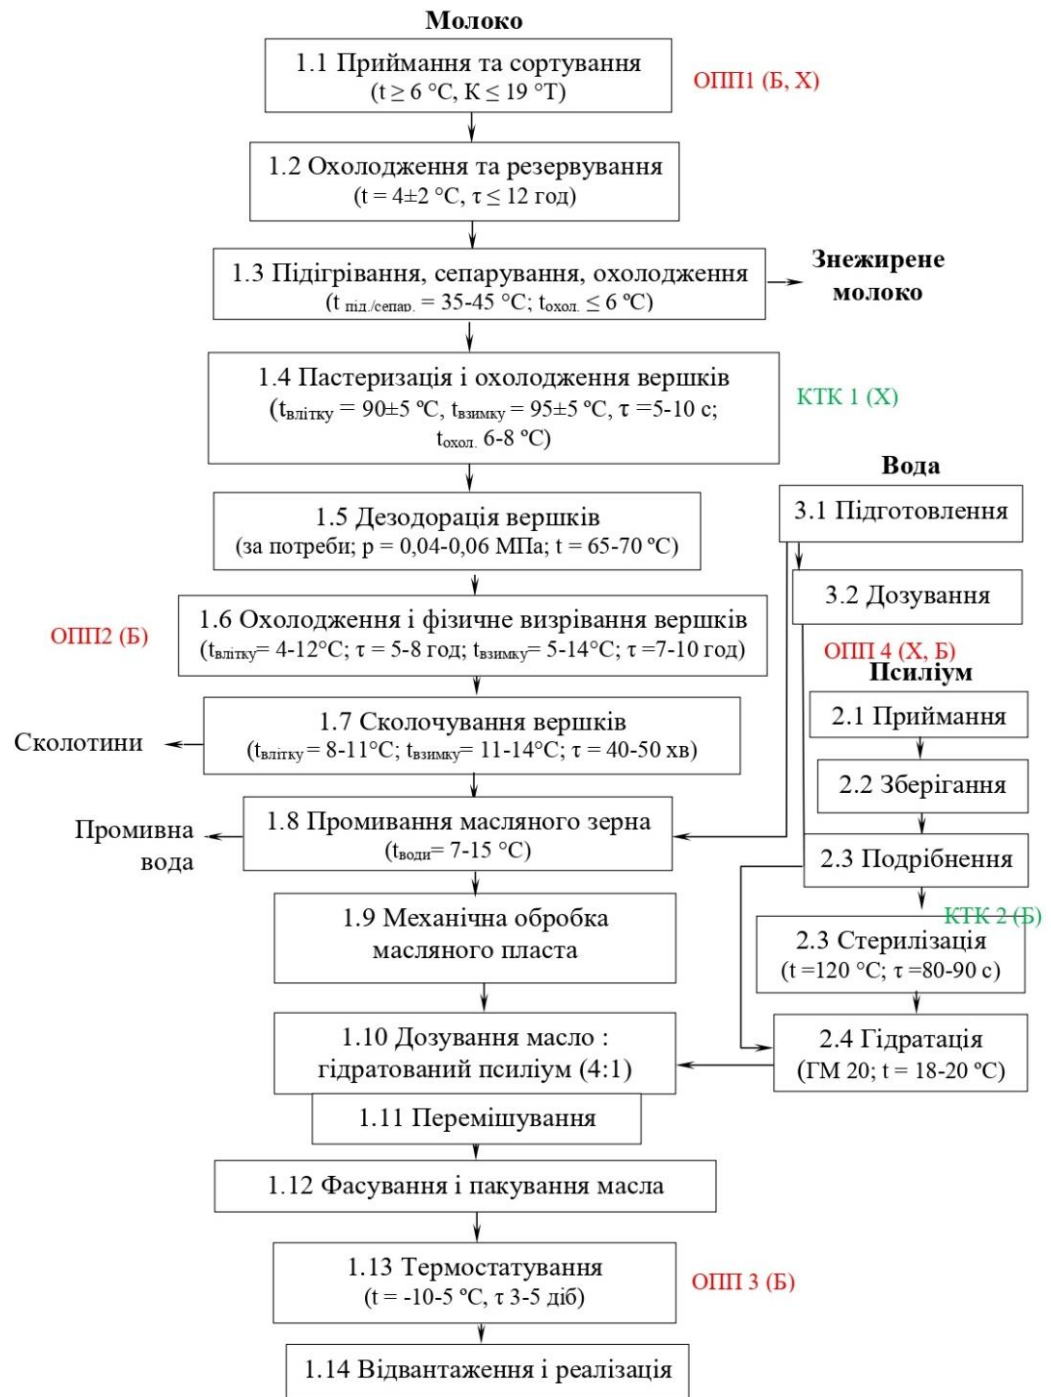 Молоко
1.1 Приймання та сортування
(t ≥ 6 °C, К ≤ 19 °Т)
ОПП1 (Б, Х)
1.2 Охолодження та резервування
(t = 4±2 °C, τ ≤ 12 год)
1.3 Підігрівання, сепарування, охолодження
(t під./сепар. = 35-45 °C; tохол. ≤ 6 ºC)
Знежирене
молоко
1.4 Пастеризація і охолодження вершків
(tвлітку = 90±5 ºC, tвзимку = 95±5 ºC, τ =5-10 с;
tохол. 6-8 ºC)
КТК 1 (Х)
1.5 Дезодорація вершків
(за потреби; p = 0,04-0,06 МПа; t = 65-70 ºC)
1.6 Охолодження і фізичне визрівання вершків
(tвлітку= 4-12°C; τ = 5-8 год; tвзимку= 5-14°C; τ =7-10 год)
ОПП2 (Б)
1.7 Сколочування вершків
(tвлітку = 8-11°C; tвзимку= 11-14°C; τ = 40-50 хв)
Сколотини
1.8 Промивання масляного зерна
(tводи= 7-15 °C)
Промивна
вода
1.9 Механічна обробка
масляного пласта
1.10 Дозування масло :
гідратований псиліум (4:1)
1.11 Перемішування
1.12 Фасування і пакування масла
1.13 Термостатування
(t = -10-5 ºC, τ 3-5 діб)
ОПП 3 (Б)
1.14 Відвантаження і реалізація
Вода
3.1 Підготовлення
3.2 Дозування
ОПП 4 (Х, Б)
Псиліум
2.1 Приймання
2.2 Зберігання
2.3 Подрібнення
КТК 2 (Б)
2.3 Стерилізація
(t =120 °C; τ =80-90 с)
2.4 Гідратація
(ГМ 20; t = 18-20 ºC)